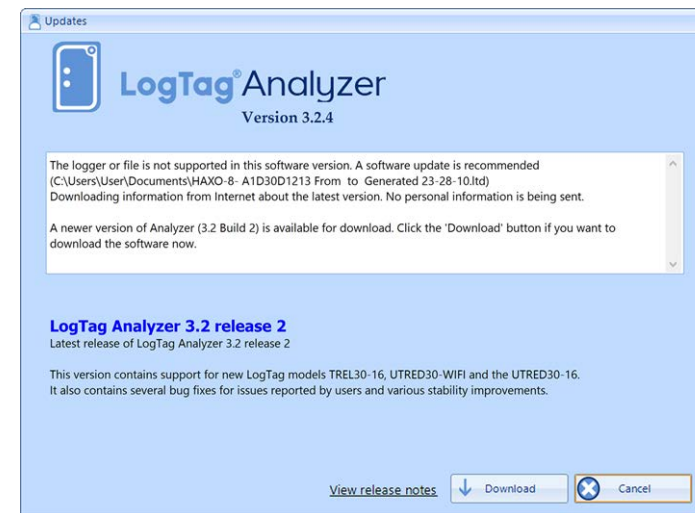 Updates
LogTag® Analyzer
Version 3.2.4
The logger or file is not supported in this software version. A software update is recommended
(C:\Users\User\Documents\HAXO-8- A1D30D1213 From  to  Generated 23-28-10.ltd)
Downloading information from Internet about the latest version. No personal information is being sent.
A newer version of Analyzer (3.2 Build 2) is available for download. Click the 'Download' button if you want to
download the software now.
LogTag Analyzer 3.2 release 2
Latest release of LogTag Analyzer 3.2 release 2
This version contains support for new LogTag models TREL30-16, UTRED30-WIFI and the UTRED30-16.
It also contains several bug fixes for issues reported by users and various stability improvements.
View release notes
Download
Cancel